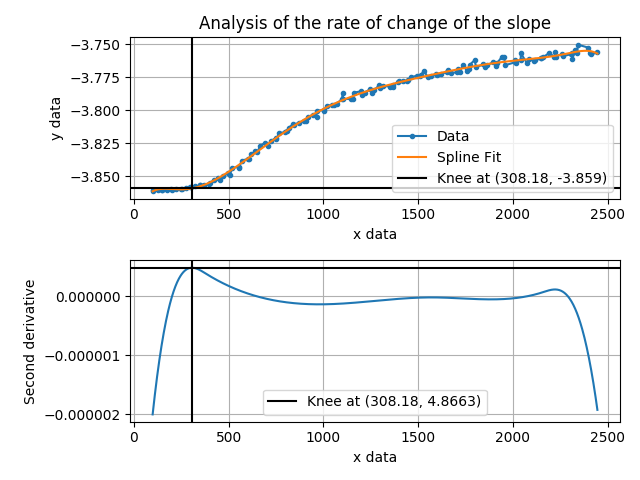 Analysis of the rate of change of the slope
y data
−3.750
−3.775
−3.800
−3.825
−3.850
Data
Spline Fit
Knee at (308.18, -3.859)
0
500
1000
1500
2000
2500
x data
Second derivative
0.000000
−0.000001
−0.000002
Knee at (308.18, 4.8663)
0
500
1000
1500
2000
2500
x data